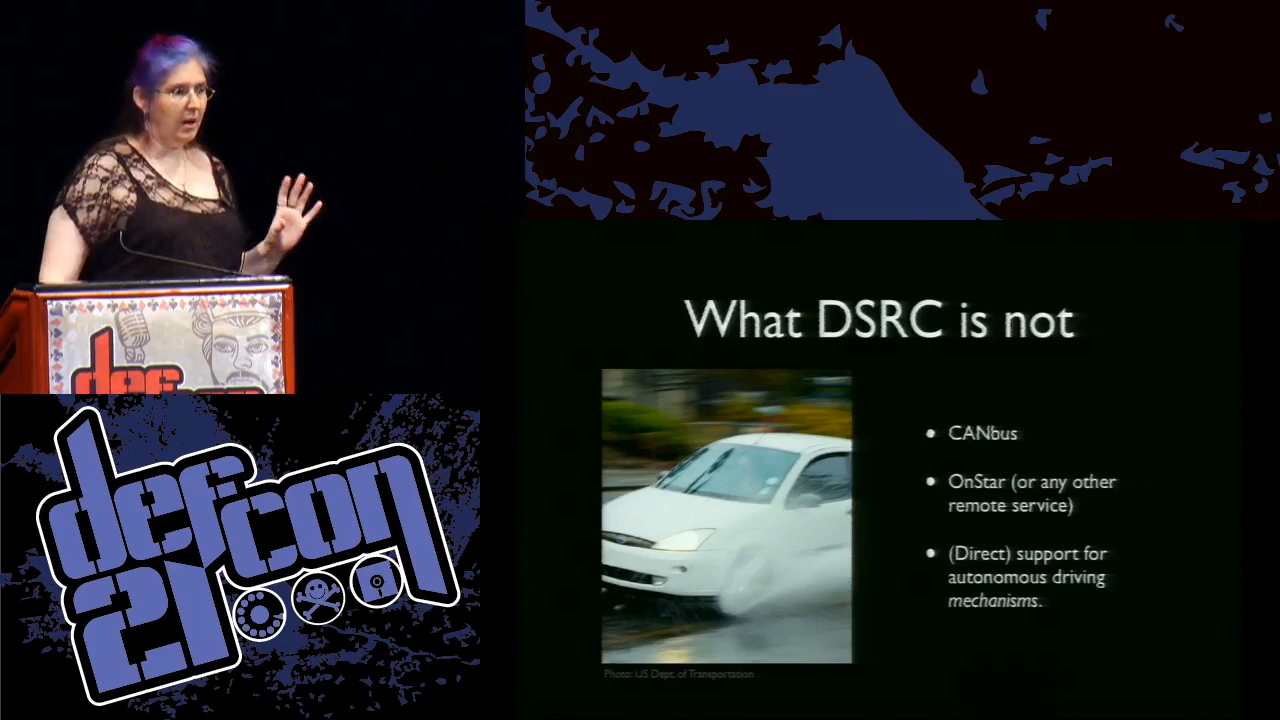 def
defcon
21
What DSRC is not
• CANbus
• OnStar (or any other
remote service)
• (Direct) support for
autonomous driving
mechanisms.
Photo: US Dept. of Transportation